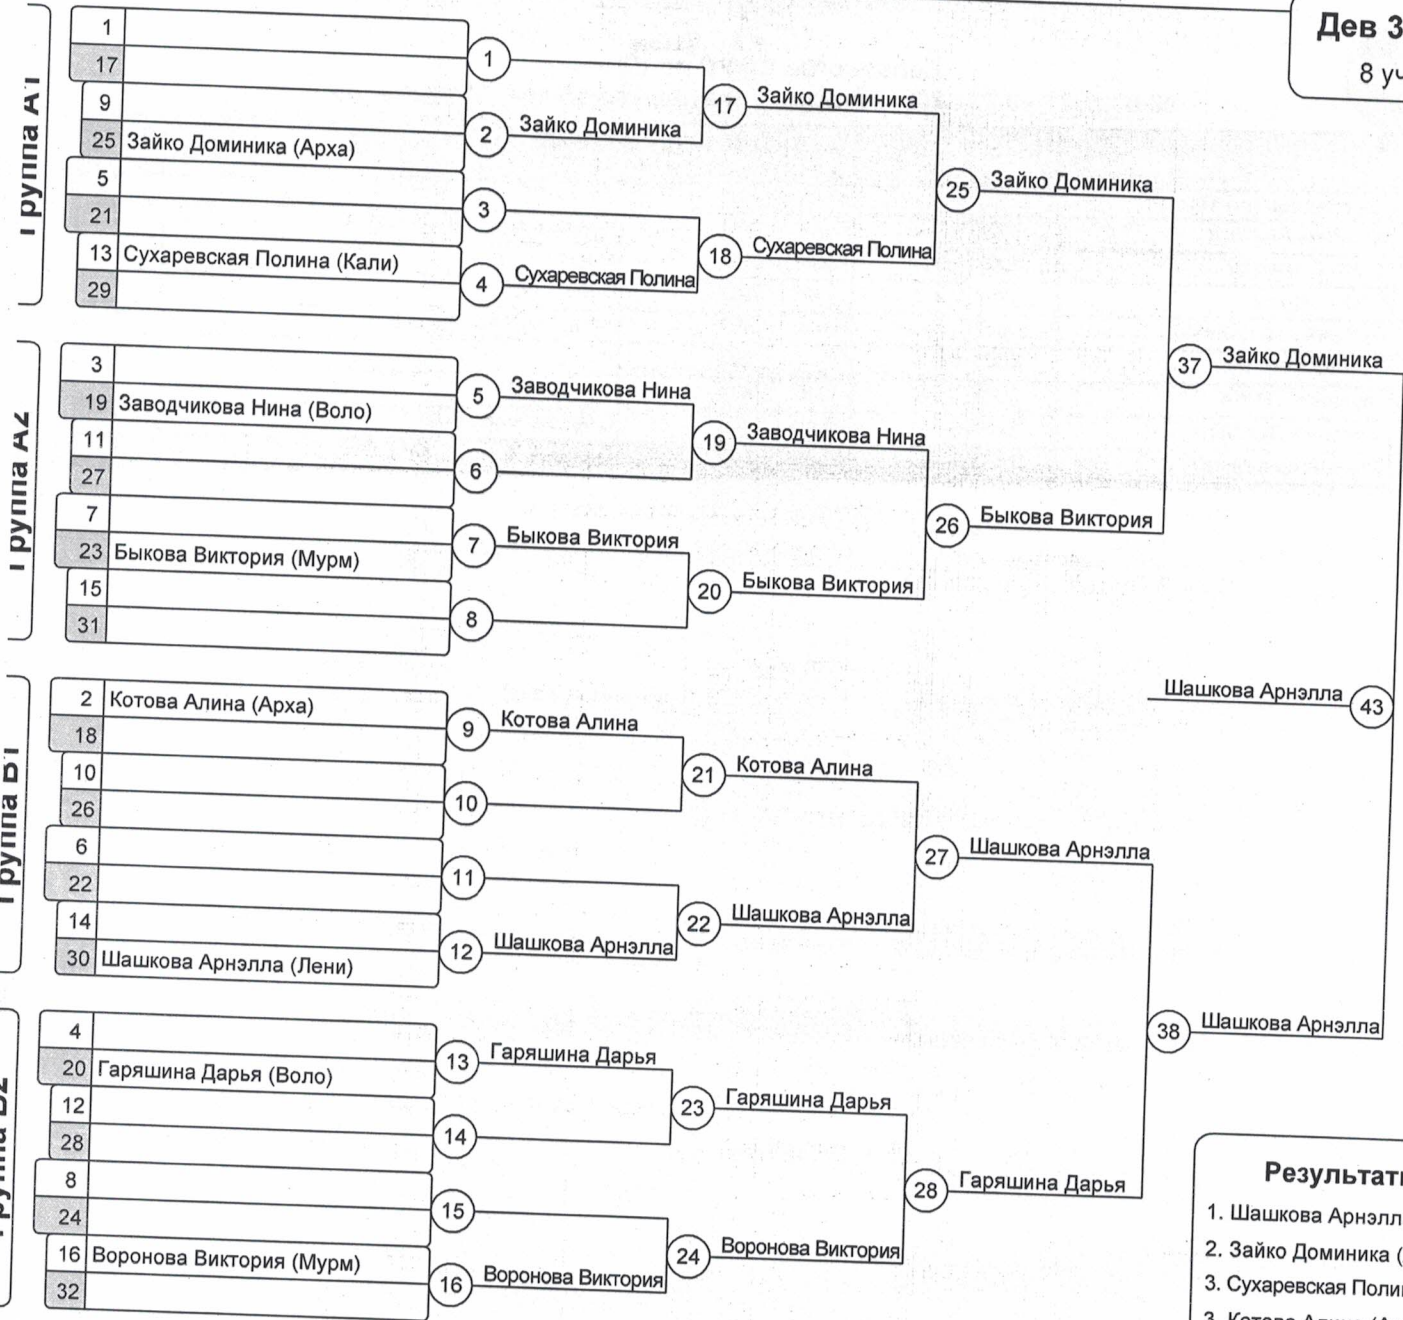 Дев 3
8 уч
Группа А1
1
17
9
25 Зайко Доминика (Арха)
5
21
13 Сухаревская Полина (Кали)
29
1
2 Зайко Доминика
3
4 Сухаревская Полина
17 Зайко Доминика
18 Сухаревская Полина
25 Зайко Доминика
Группа А2
3
19 Заводчикова Нина (Воло)
11
27
7
23 Быкова Виктория (Мурм)
15
31
5 Заводчикова Нина
6
7 Быкова Виктория
8
19 Заводчикова Нина
20 Быкова Виктория
26 Быкова Виктория
37 Зайко Доминика
Группа В1
2 Котова Алина (Арха)
18
10
26
6
22
14
30 Шашкова Арнэлла (Лени)
9 Котова Алина
10
11
12 Шашкова Арнэлла
21 Котова Алина
22 Шашкова Арнэлла
27 Шашкова Арнэлла
Шашкова Арнэлла 43
Группа В2
4
20 Гаряшина Дарья (Воло)
12
28
8
24
16 Воронова Виктория (Мурм)
32
13 Гаряшина Дарья
14
15
16 Воронова Виктория
23 Гаряшина Дарья
24 Воронова Виктория
28 Гаряшина Дарья
38 Шашкова Арнэлла
Результат
1. Шашкова Арнэлл
2. Зайко Доминика (
3. Сухаревская Поли
3. Котова Алина (А